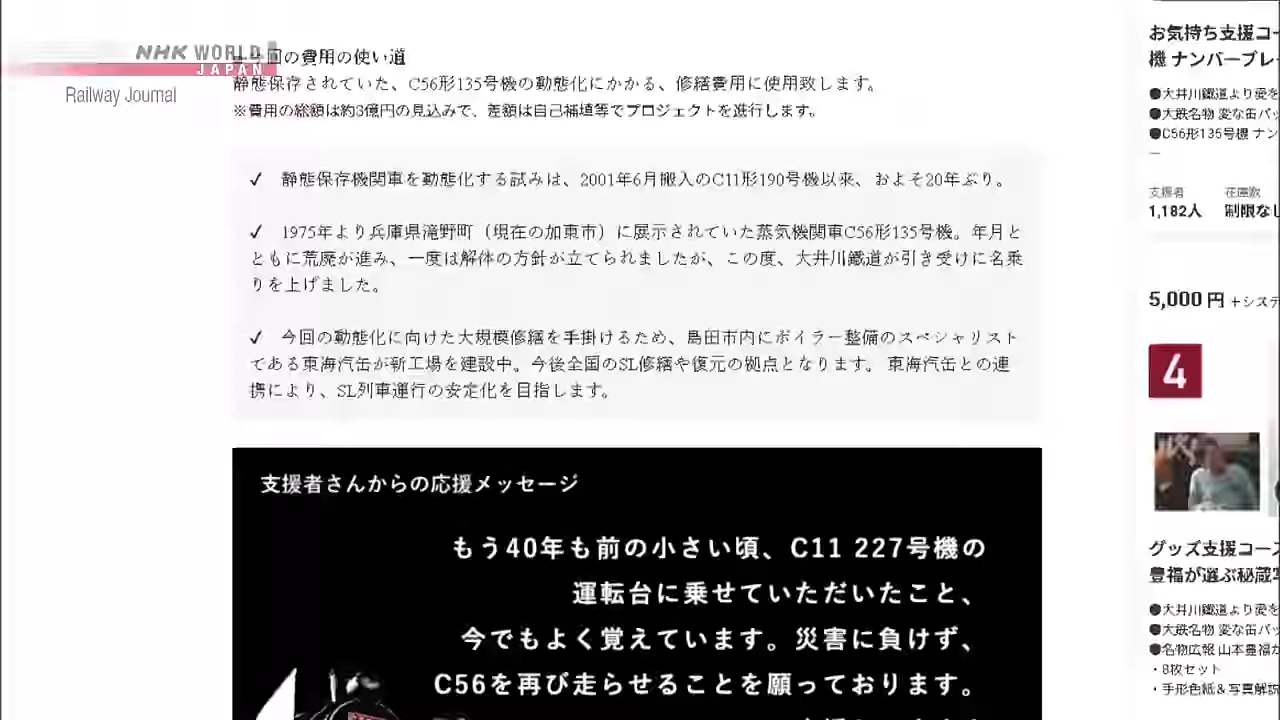 NHK WORLD
JAPAN
Railway Journal
回の費用の使い道
静態保存されていた、C56形135号機の動態化にかかる、修繕費用に使用致します。
※費用の総額は約3億円の見込みで、差額は自己補填等でプロジェクトを進行します。
✓ 静態保存機関車を動態化する試みは、2001年6月搬入のC11形190号機以来、およそ20年ぶり。
✓ 1975年より兵庫県滝野町（現在の加東市）に展示されていた蒸気機関車C56形135号機。年月と
ともに荒廃が進み、一度は解体の方針が立てられましたが、この度、大井川鐵道が引き受けに名乗
りを上げました。
✓ 今回の動態化に向けた大規模修繕を手掛けるため、島田市内にボイラー整備のスペシャリスト
である東海汽缶が新工場を建設中。今後全国のSL修繕や復元の拠点となります。 東海汽缶との連
携により、SL列車運行の安定化を目指します。
支援者さんからの応援メッセージ
もう40年も前の小さい頃、C11 227号機の
運転台に乗せていただいたこと、
今でもよく覚えています。災害に負けず、
C56を再び走らせることを願っております。
お気持ち支援コー
機 ナンバープレー
●大井川鐵道より愛を
●大鉄名物 変な缶バッ
●C56形135号機 ナン
ー
支援者 在庫数
1,182人 制限なし
5,000 円 +システ
4
グッズ支援コース
豊福が選ぶ秘蔵写
●大井川鐵道より愛を
●大鉄名物 変な缶バッ
●名物広報 山本豊福が
・8枚セット
・手形色紙＆写真解説